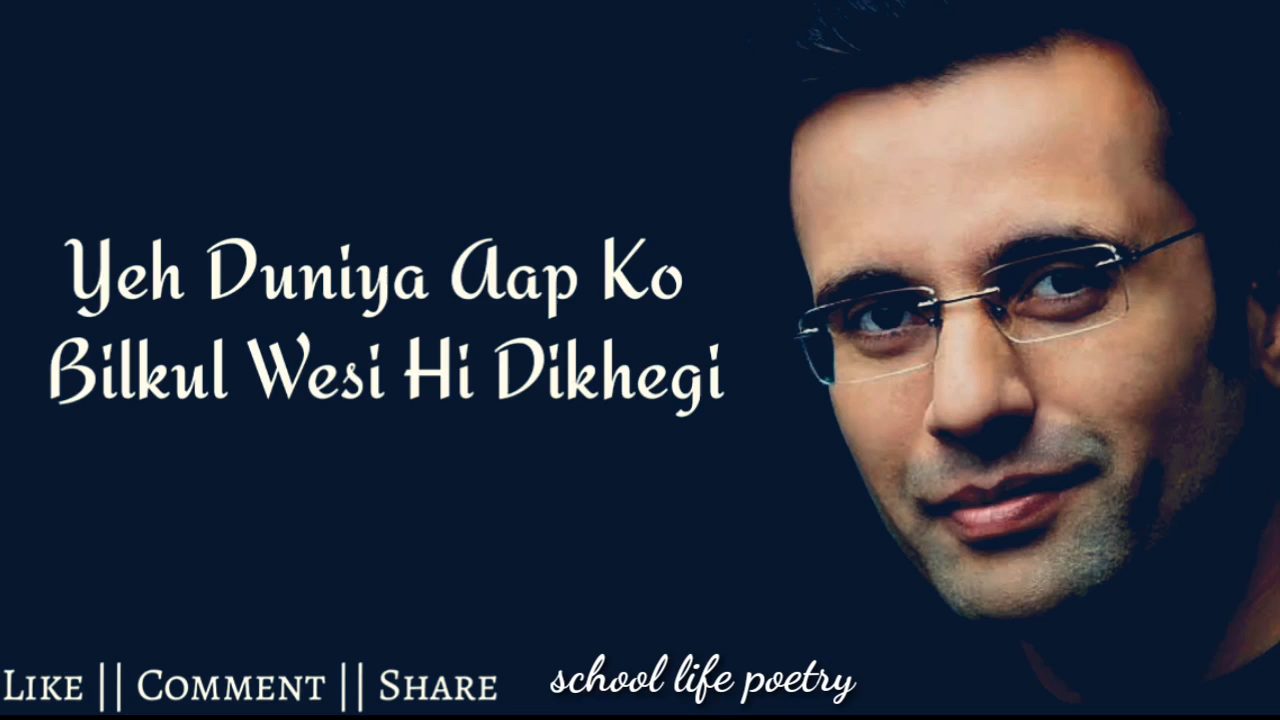 Yeh Duniya Aap Ko
Bilkul Wesi Hi Dikhegi
LIKE || COMMENT || SHARE
school life poetry